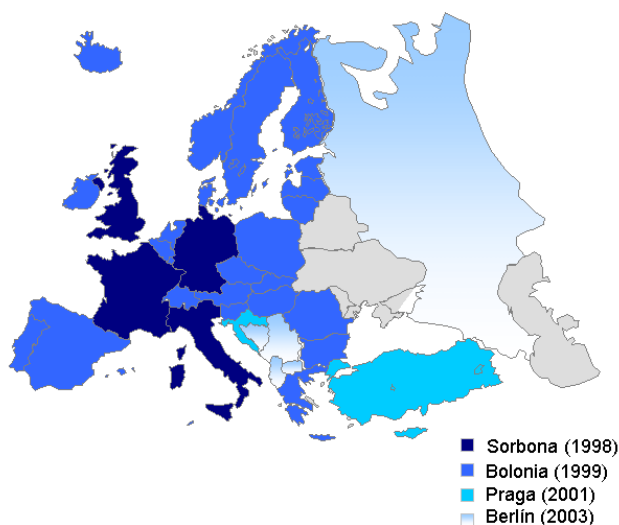 Sorbona (1998)
Bolonia (1999)
Praga (2001)
Berlín (2003)